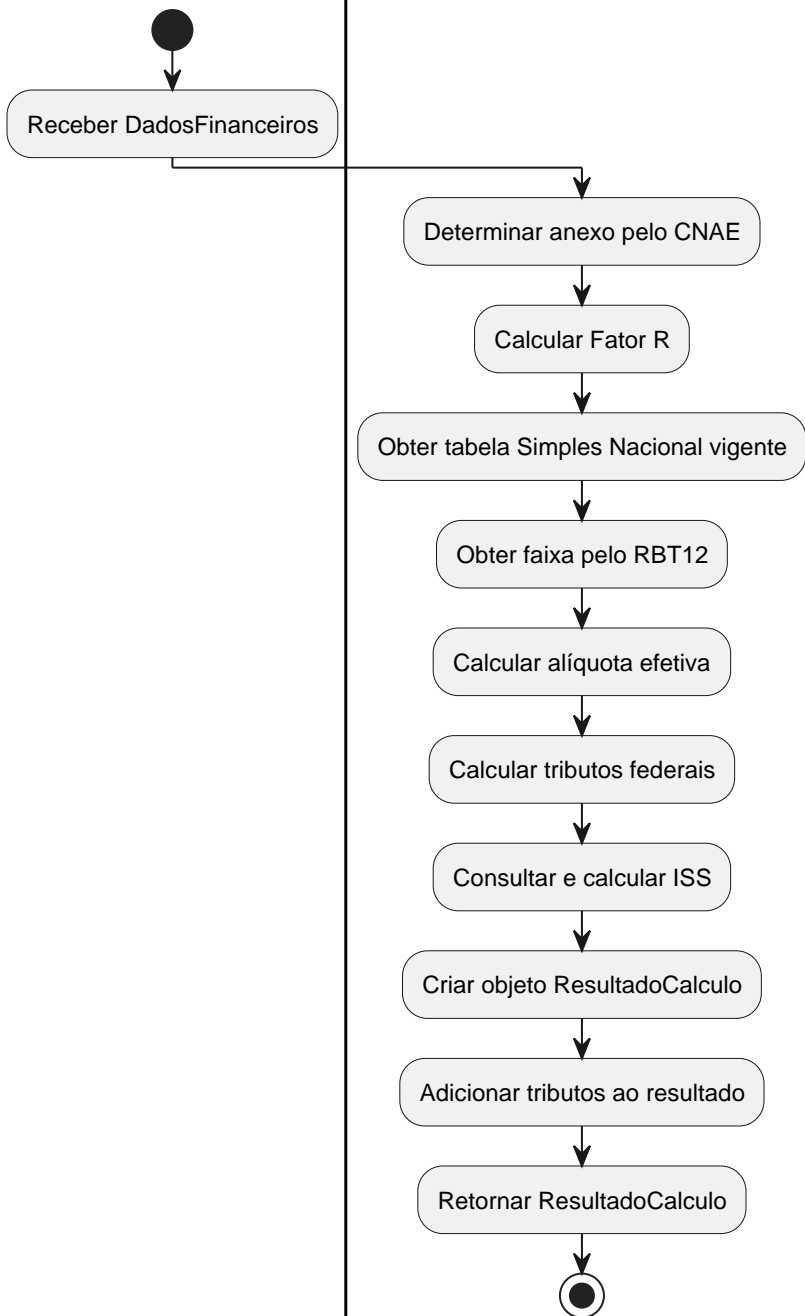 Receber DadosFinanceiros
Determinar anexo pelo CNAE
Calcular Fator R
Obter tabela Simples Nacional vigente
Obter faixa pelo RBT12
Calcular alíquota efetiva
Calcular tributos federais
Consultar e calcular ISS
Criar objeto ResultadoCalculo
Adicionar tributos ao resultado
Retornar ResultadoCalculo